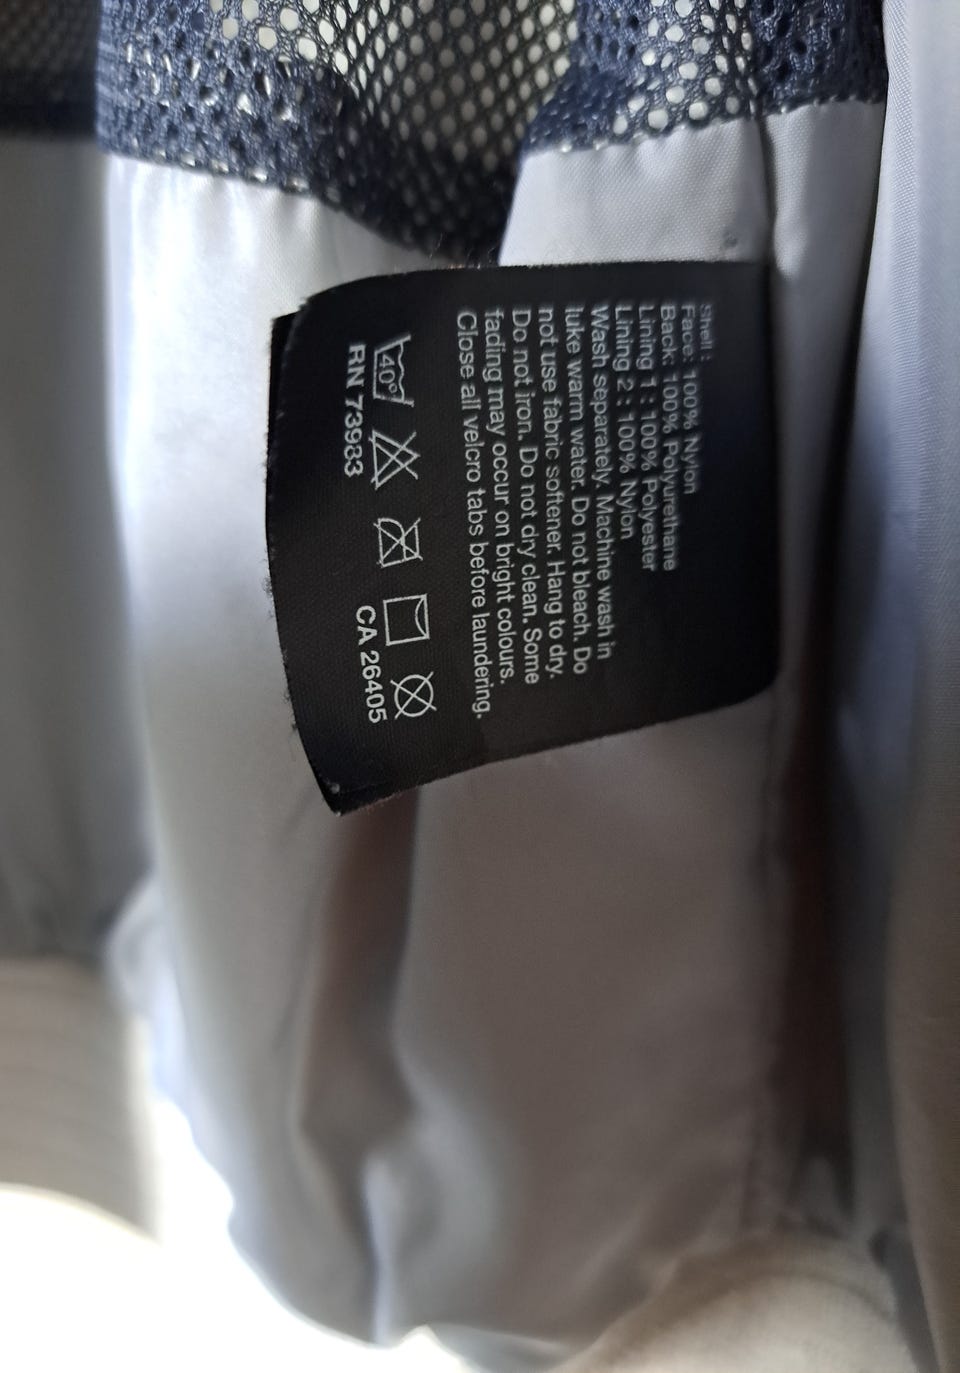 Shell :
Face: 100% Nylon
Back: 100% Polyurethane
Lining 1 : 100% Polyester
Lining 2 : 100% Nylon
Wash separately. Machine wash in
luke warm water. Do not bleach. Do
not use fabric softener. Hang to dry.
Do not iron. Do not dry clean. Some
fading may occur on bright colours.
Close all velcro tabs before laundering.
40°
RN 73983 CA 26405